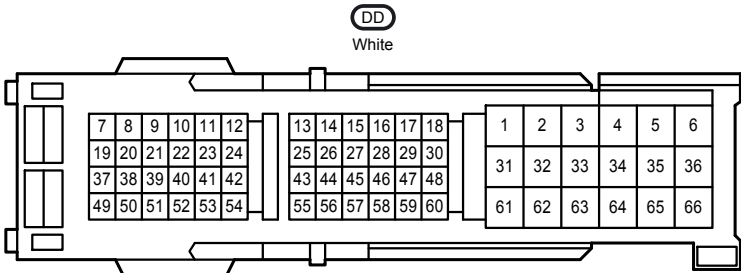 DD
White
7 8 9 10 11 12 13 14 15 16 17 18 1 2 3 4 5 6
19 20 21 22 23 24 25 26 27 28 29 30 31 32 33 34 35 36
37 38 39 40 41 42 43 44 45 46 47 48
49 50 51 52 53 54 55 56 57 58 59 60 61 62 63 64 65 66